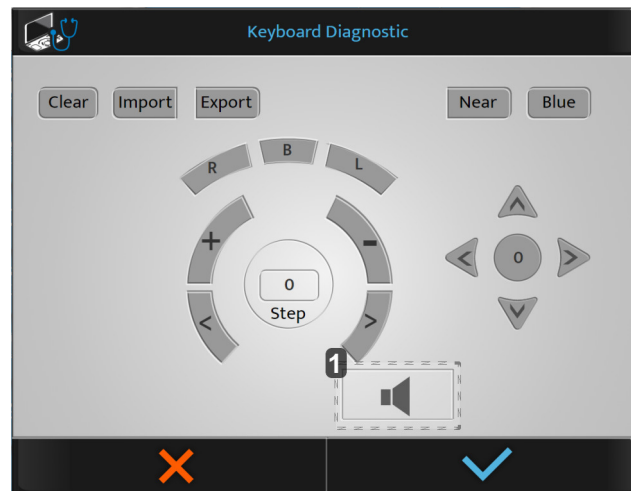 Keyboard Diagnostic
Clear Import Export Near Blue
R B L
+ -
0
Step
0
< >
1